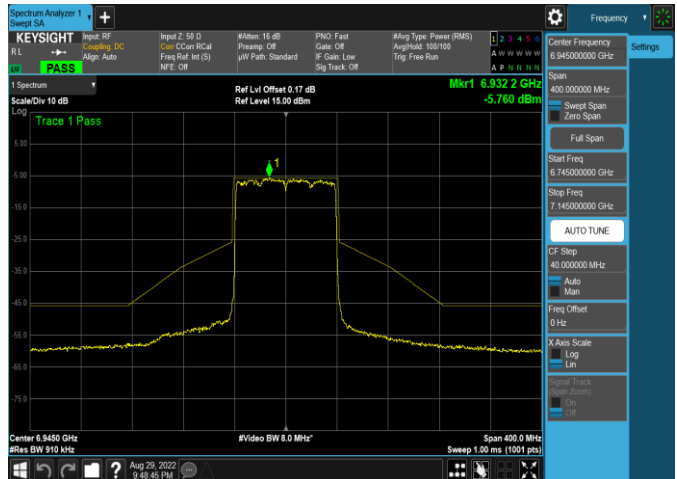 Spectrum Analyzer 1
Swept SA
KEYSIGHT
RL
PASS
Input: RF
Coupling: DC
Align: Auto
Input Z: 50 Ω
Corr CCorr RCal
Freq Ref: Int (S)
NFE: Off
#Atten: 16 dB
Preamp: Off
µW Path: Standard
PNO: Fast
Gate: Off
IF Gain: Low
Sig Track: Off
#Avg Type: Power (RMS)
Avg|Hold: 100/100
Trig: Free Run
1 2 3 4 5 6
A W W W W W
A P N N N N
1 Spectrum
Scale/Div 10 dB
Log
Ref Lvl Offset 0.17 dB
Ref Level 15.00 dBm
Mkr1 6.932 2 GHz
-5.760 dBm
Trace 1 Pass
1
5.00
-5.00
-15.0
-25.0
-35.0
-45.0
-55.0
-65.0
-75.0
Center 6.9450 GHz
#Res BW 910 kHz
#Video BW 8.0 MHz*
Span 400.0 MHz
Sweep 1.00 ms (1001 pts)
Aug 29, 2022
9:48:45 PM
Frequency
Settings
Center Frequency
6.945000000 GHz
Span
400.000000 MHz
Swept Span
Zero Span
Full Span
Start Freq
6.745000000 GHz
Stop Freq
7.145000000 GHz
AUTO TUNE
CF Step
40.000000 MHz
Auto
Man
Freq Offset
0 Hz
X Axis Scale
Log
Lin
Signal Track
(Span Zoom)
On
Off